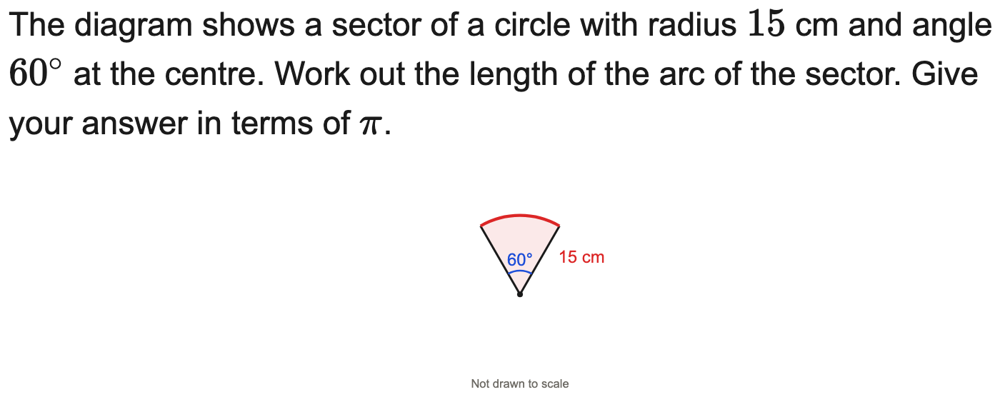 The diagram shows a sector of a circle with radius 15 cm and angle
60° at the centre. Work out the length of the arc of the sector. Give
your answer in terms of π.
60°
15 cm
Not drawn to scale